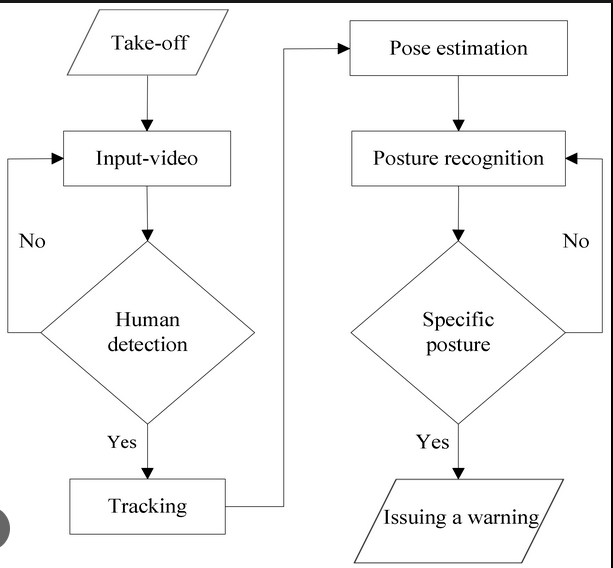 Take-off
Input-video
No
Human
detection
Yes
Tracking
Pose estimation
Posture recognition
No
Specific
posture
Yes
Issuing a warning